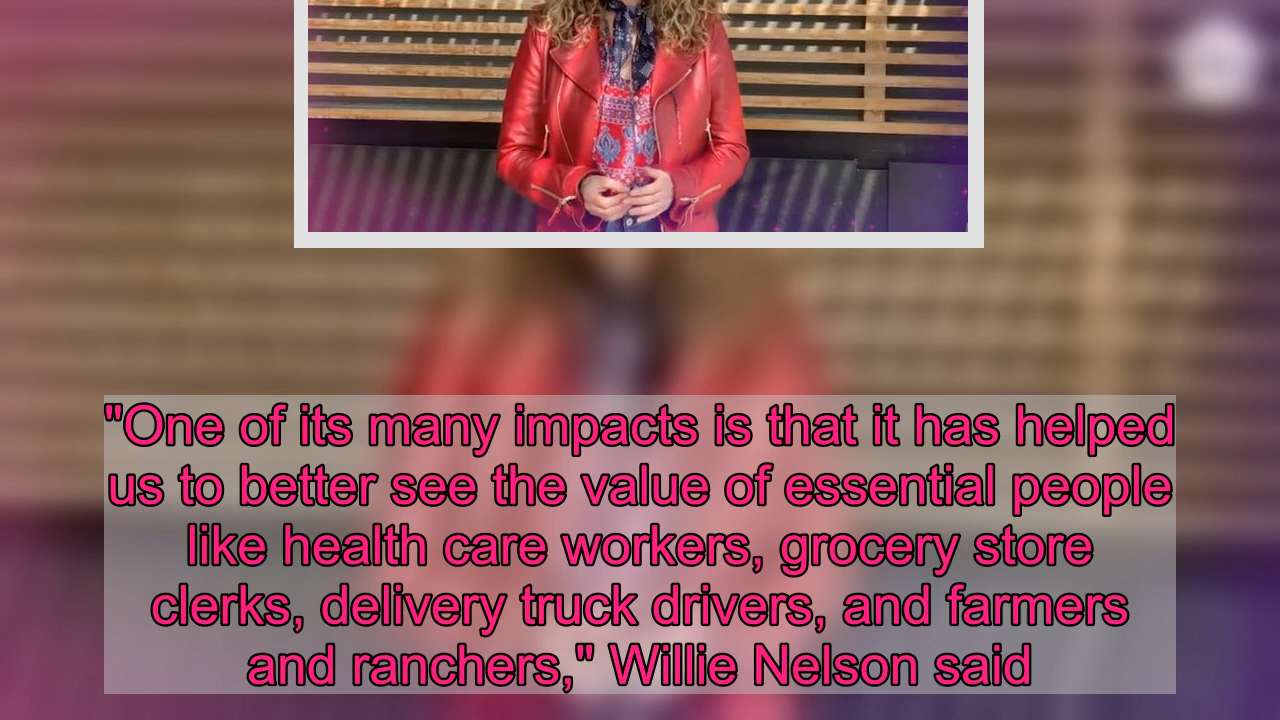 "One of its many impacts is that it has helped
us to better see the value of essential people
like health care workers, grocery store
clerks, delivery truck drivers, and farmers
and ranchers," Willie Nelson said